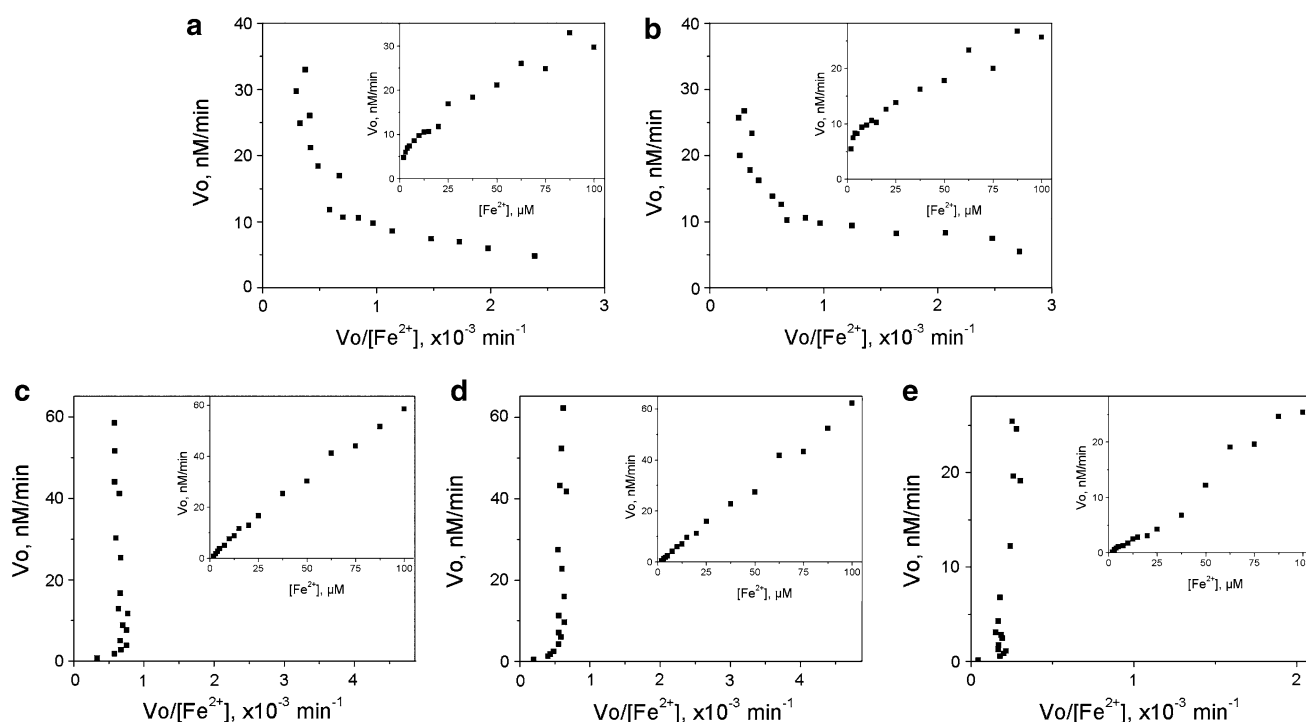 a
40
30
20
10
0
Vo, nM/min
0 1 2 3
Vo/[Fe²⁺], x10⁻³ min⁻¹
30
20
10
0
Vo, nM/min
0 25 50 75 100
[Fe²⁺], µM
b
40
30
20
10
0
Vo, nM/min
0 1 2 3
Vo/[Fe²⁺], x10⁻³ min⁻¹
20
10
0
Vo, nM/min
0 25 50 75 100
[Fe²⁺], µM
c
60
40
20
0
Vo, nM/min
0 1 2 3 4
Vo/[Fe²⁺], x10⁻³ min⁻¹
60
40
20
0
Vo, nM/min
0 25 50 75 100
[Fe²⁺], µM
d
60
40
20
0
Vo, nM/min
0 1 2 3 4
Vo/[Fe²⁺], x10⁻³ min⁻¹
60
40
20
0
Vo, nM/min
0 25 50 75 100
[Fe²⁺], µM
e
20
10
0
Vo, nM/min
0 1 2
Vo/[Fe²⁺], x10⁻³ min⁻¹
20
10
0
Vo, nM/min
0 25 50 75 100
[Fe²⁺], µM